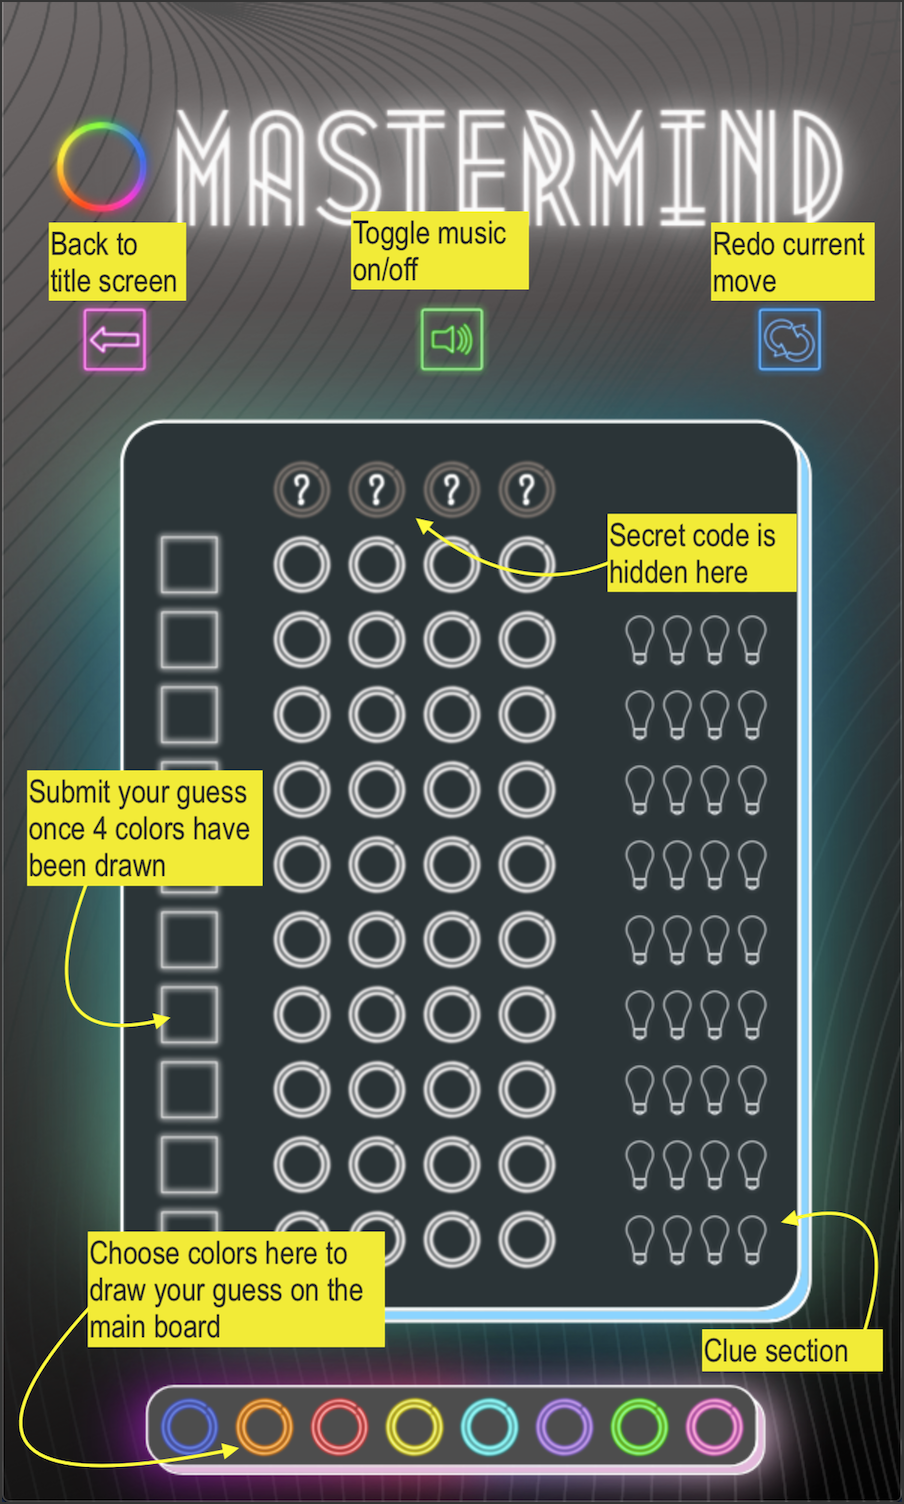 MASTERMIND
Back to
title screen
Toggle music
on/off
Redo current
move
? ? ? ?
Secret code is
hidden here
Submit your guess
once 4 colors have
been drawn
Choose colors here to
draw your guess on the
main board
Clue section